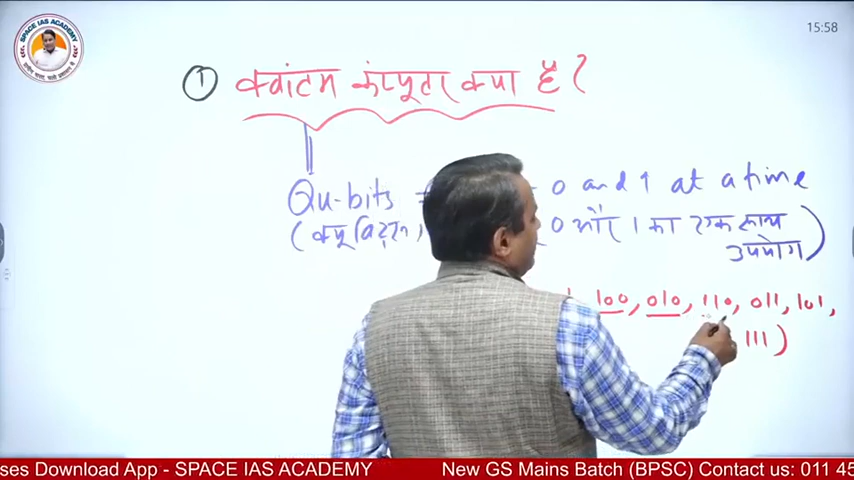 SPACE IAS ACADEMY
15:58
① क्वांटम कंप्यूटर क्या है?
Qu-bits = 0 and 1 at a time
(क्यूबिट्स, 0 और 1 का एक साथ
उपयोग)
100, 010, 110, 011, 101,
111)
ses Download App - SPACE IAS ACADEMY New GS Mains Batch (BPSC) Contact us: 011 45